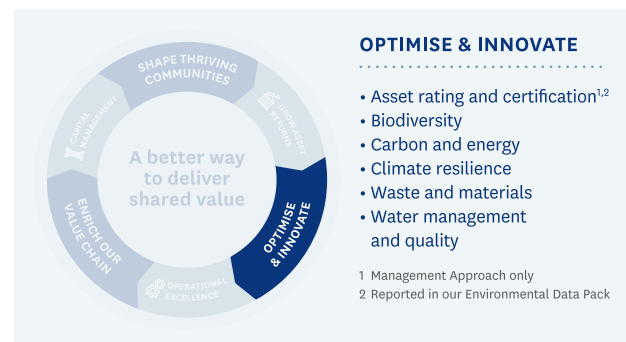 SHAPE THRIVING
COMMUNITIES
GROW ASSET
RETURNS
OPTIMISE
& INNOVATE
OPERATIONAL
EXCELLENCE
ENRICH OUR
VALUE CHAIN
CAPITAL
MANAGEMENT
A better way
to deliver
shared value
OPTIMISE & INNOVATE
• Asset rating and certification¹,²
• Biodiversity
• Carbon and energy
• Climate resilience
• Waste and materials
• Water management
and quality
1 Management Approach only
2 Reported in our Environmental Data Pack